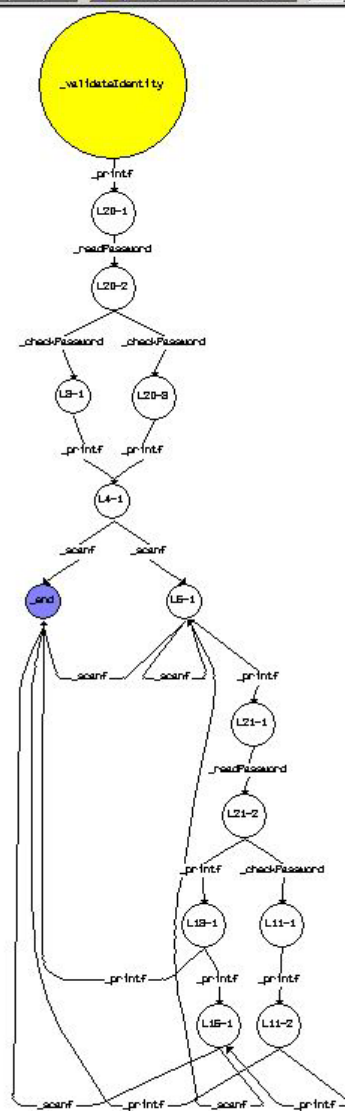 _validateIdentity
_printf
L20-1
_readPassword
L20-2
_checkPassword _checkPassword
L3-1 L20-3
_printf _printf
L4-1
_scanf _scanf
_end L5-1
_scanf _scanf _printf
L21-1
_readPassword
L21-2
_printf _checkPassword
L13-1 L11-1
_printf _printf _printf
L15-1 L11-2
_scanf _printf _scanf _printf